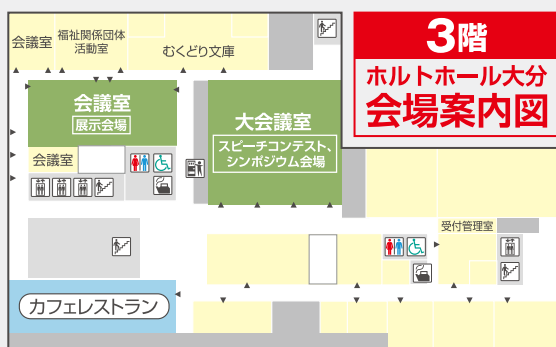 3階
ホルトホール大分
会場案内図
会議室
福祉関係団体
活動室
むくどり文庫
会議室
展示会場
大会議室
スピーチコンテスト、
シンポジウム会場
会議室
受付管理室
カフェレストラン